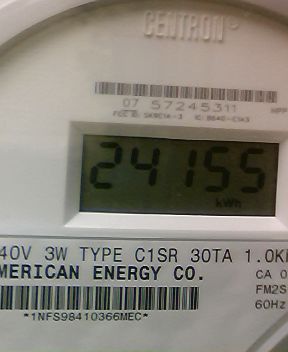 CENTRON®
07 57245311
24155
kWh
40V 3W TYPE C1SR 30TA 1.0K
MERICAN ENERGY CO.
CA 0
FM2S
60Hz
*1NFS98410366MEC*